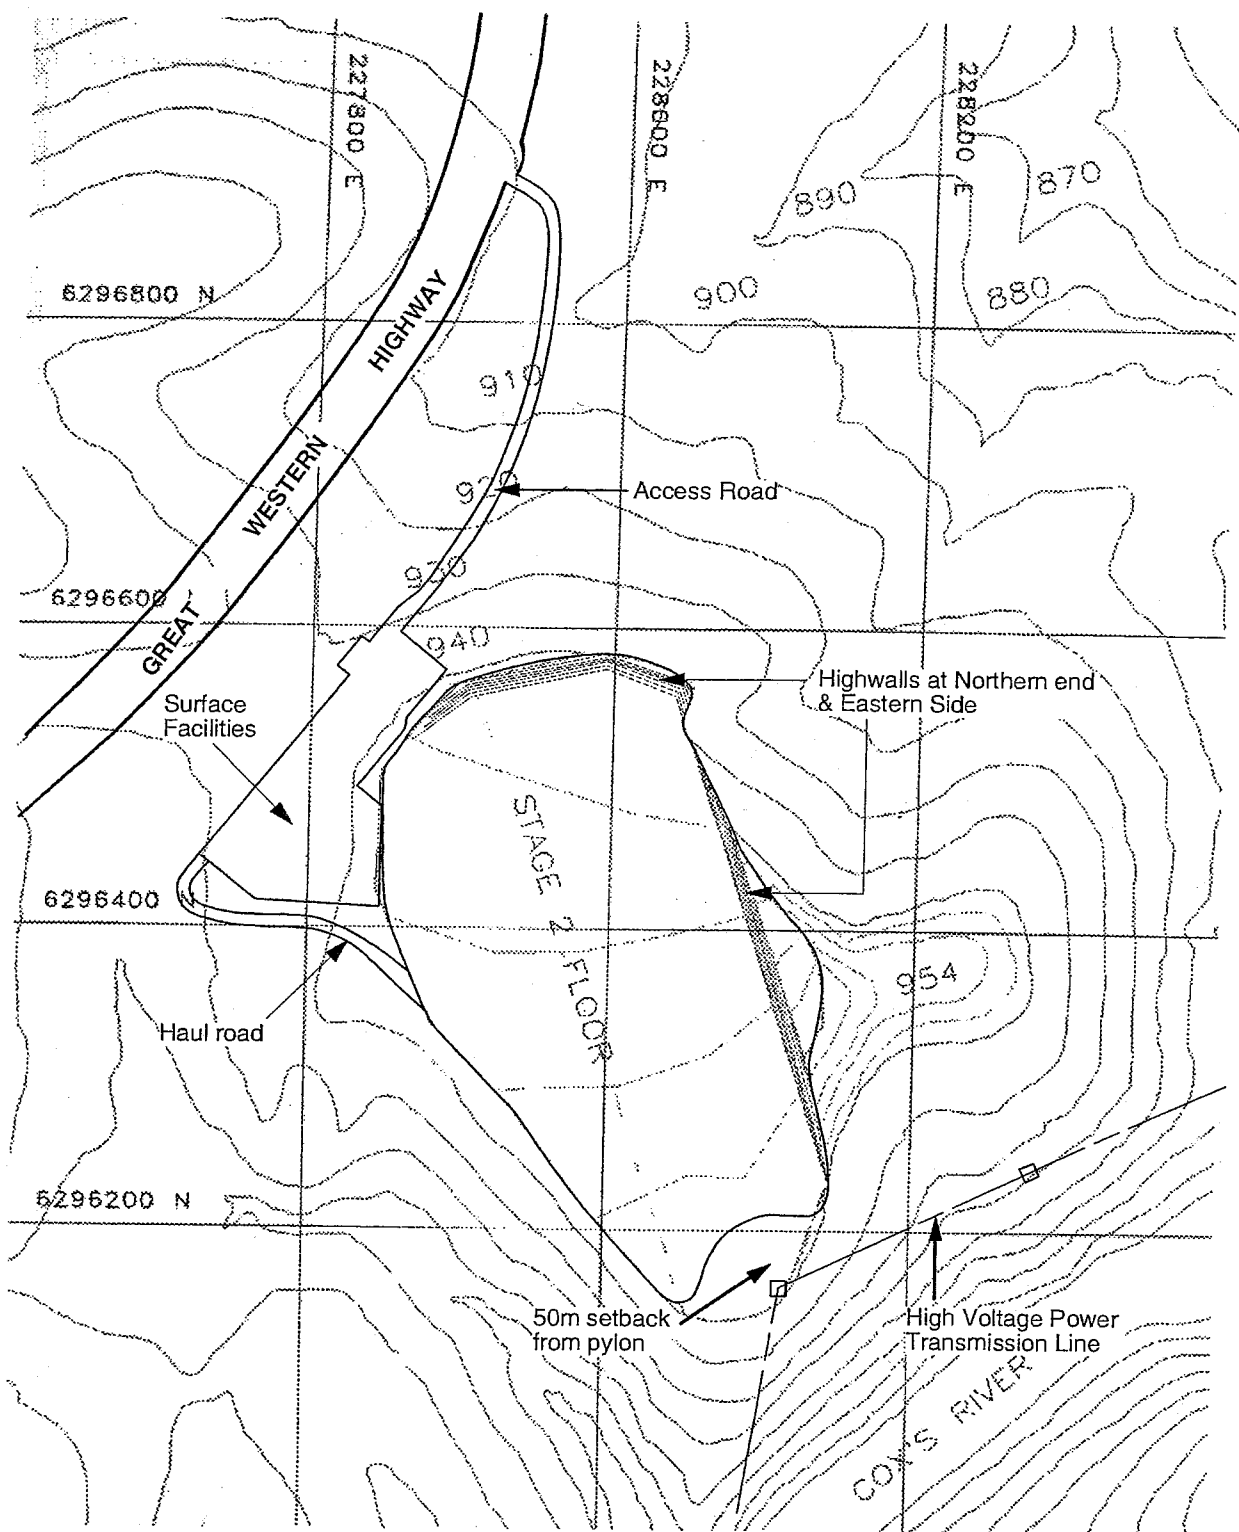 227800 E
228000 E
228200 E
890
870
6296800 N
900
880
HIGHWAY
910
WESTERN
920
Access Road
930
6296600
GREAT
940
Highwalls at Northern end
& Eastern Side
Surface
Facilities
STAGE 2 FLOOR
6296400 N
954
Haul road
6296200 N
50m setback
from pylon
High Voltage Power
Transmission Line
COX'S RIVER